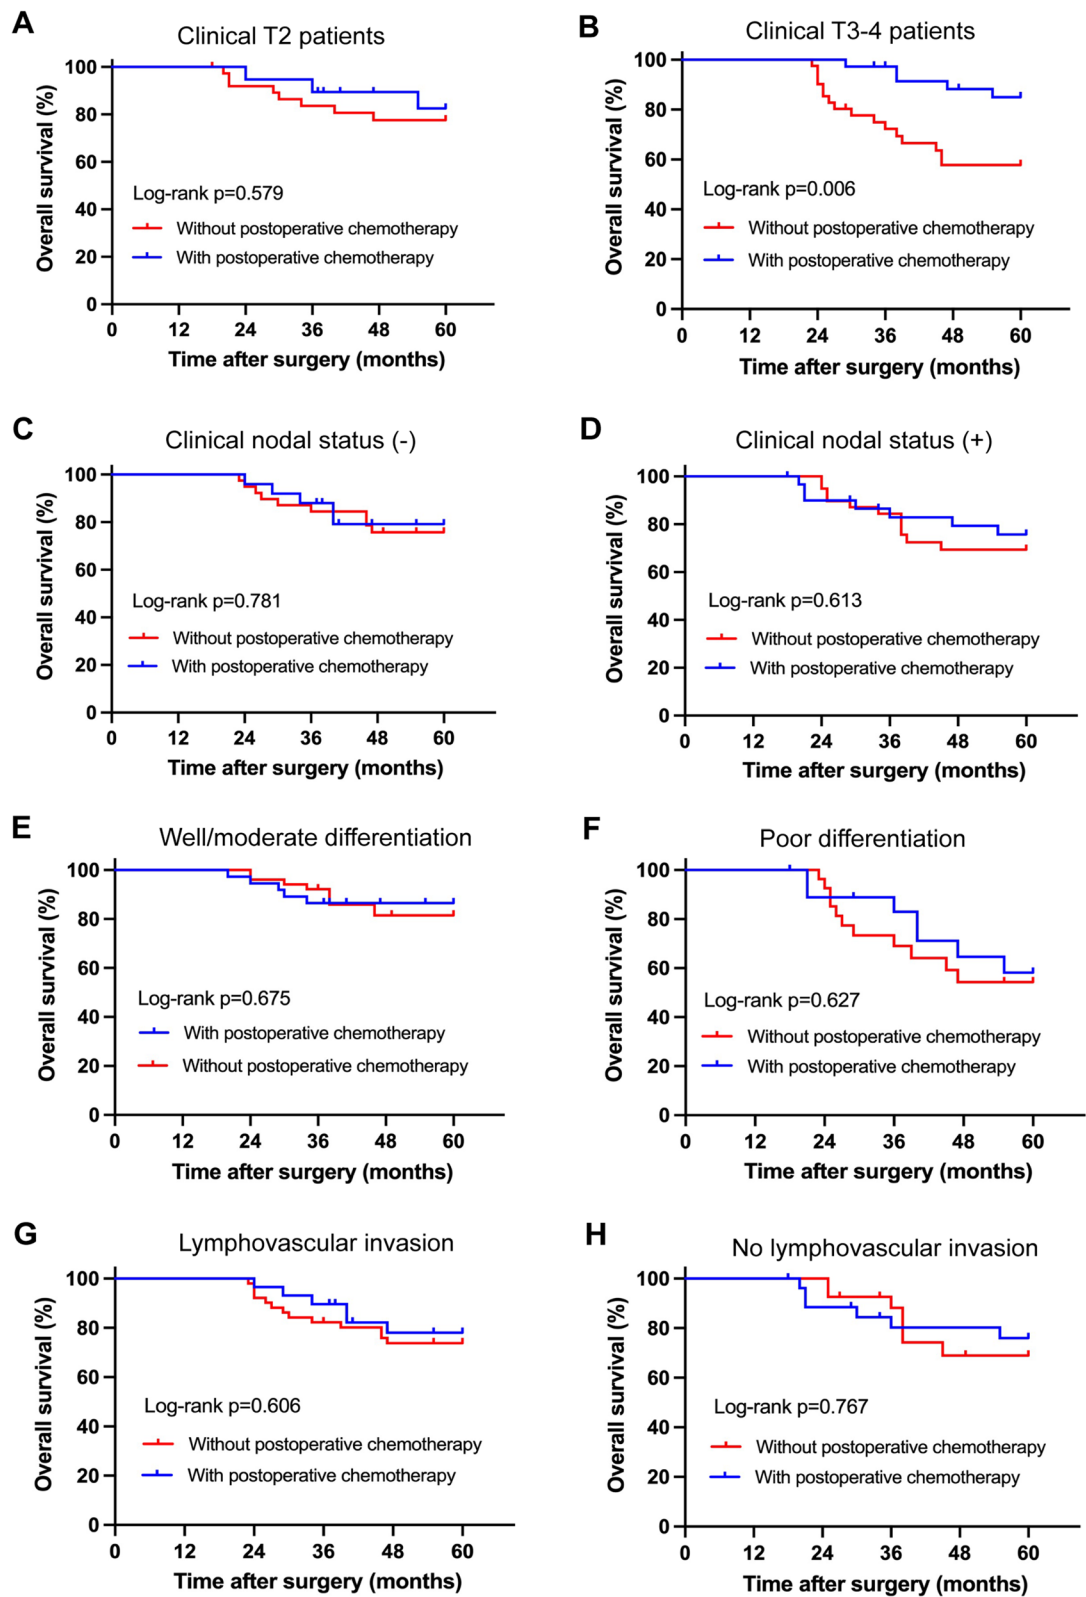 A
Clinical T2 patients
Overall survival (%)
100
80
60
40
20
0
Log-rank p=0.579
Without postoperative chemotherapy
With postoperative chemotherapy
0 12 24 36 48 60
Time after surgery (months)
B
Clinical T3-4 patients
Overall survival (%)
100
80
60
40
20
0
Log-rank p=0.006
Without postoperative chemotherapy
With postoperative chemotherapy
0 12 24 36 48 60
Time after surgery (months)
C
Clinical nodal status (-)
Overall survival (%)
100
80
60
40
20
0
Log-rank p=0.781
Without postoperative chemotherapy
With postoperative chemotherapy
0 12 24 36 48 60
Time after surgery (months)
D
Clinical nodal status (+)
Overall survival (%)
100
80
60
40
20
0
Log-rank p=0.613
Without postoperative chemotherapy
With postoperative chemotherapy
0 12 24 36 48 60
Time after surgery (months)
E
Well/moderate differentiation
Overall survival (%)
100
80
60
40
20
0
Log-rank p=0.675
With postoperative chemotherapy
Without postoperative chemotherapy
0 12 24 36 48 60
Time after surgery (months)
F
Poor differentiation
Overall survival (%)
100
80
60
40
20
0
Log-rank p=0.627
Without postoperative chemotherapy
With postoperative chemotherapy
0 12 24 36 48 60
Time after surgery (months)
G
Lymphovascular invasion
Overall survival (%)
100
80
60
40
20
0
Log-rank p=0.606
Without postoperative chemotherapy
With postoperative chemotherapy
0 12 24 36 48 60
Time after surgery (months)
H
No lymphovascular invasion
Overall survival (%)
100
80
60
40
20
0
Log-rank p=0.767
Without postoperative chemotherapy
With postoperative chemotherapy
0 12 24 36 48 60
Time after surgery (months)